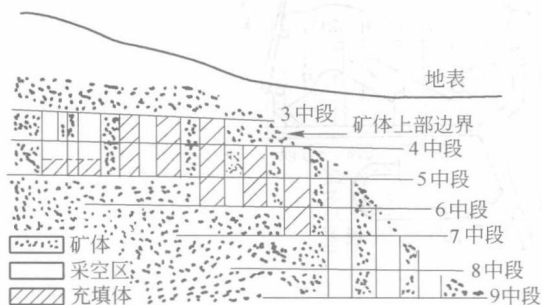 地表
3中段
矿体上部边界
4中段
5中段
6中段
7中段
8中段
9中段
矿体
采空区
充填体